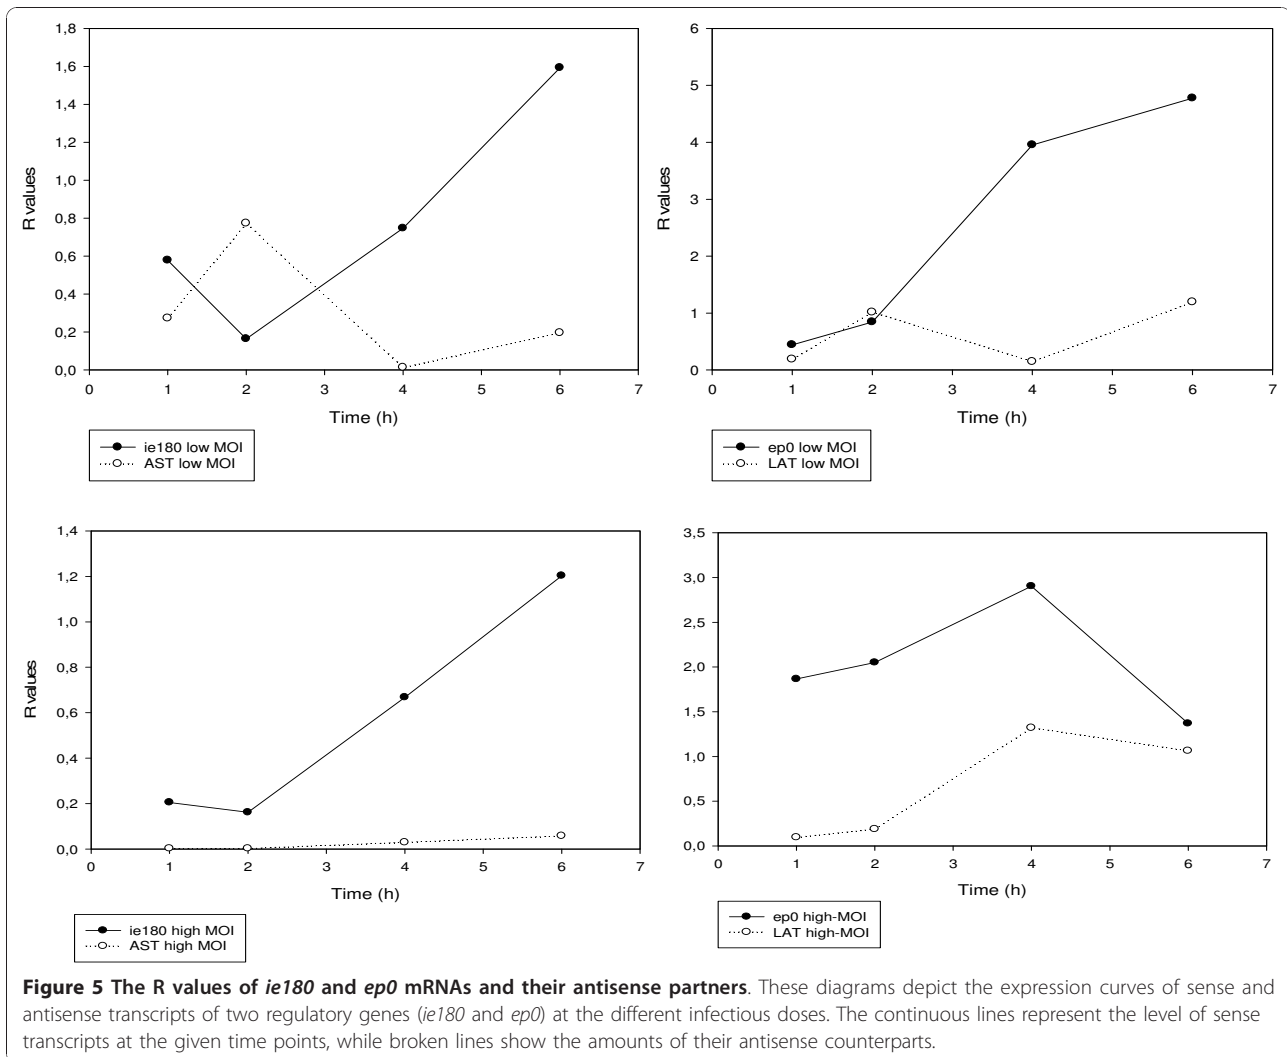 1,8
1,6
1,4
1,2
1,0
0,8
0,6
0,4
0,2
0,0
R values
0 1 2 3 4 5 6 7
Time (h)
ie180 low MOI
AST low MOI
6
5
4
3
2
1
0
R values
0 1 2 3 4 5 6 7
Time (h)
ep0 low MOI
LAT low MOI
1,4
1,2
1,0
0,8
0,6
0,4
0,2
0,0
R values
0 1 2 3 4 5 6 7
Time (h)
ie180 high MOI
AST high MOI
3,5
3,0
2,5
2,0
1,5
1,0
0,5
0,0
R values
0 1 2 3 4 5 6 7
Time (h)
ep0 high-MOI
LAT high-MOI
Figure 5 The R values of ie180 and ep0 mRNAs and their antisense partners. These diagrams depict the expression curves of sense and
antisense transcripts of two regulatory genes (ie180 and ep0) at the different infectious doses. The continuous lines represent the level of sense
transcripts at the given time points, while broken lines show the amounts of their antisense counterparts.